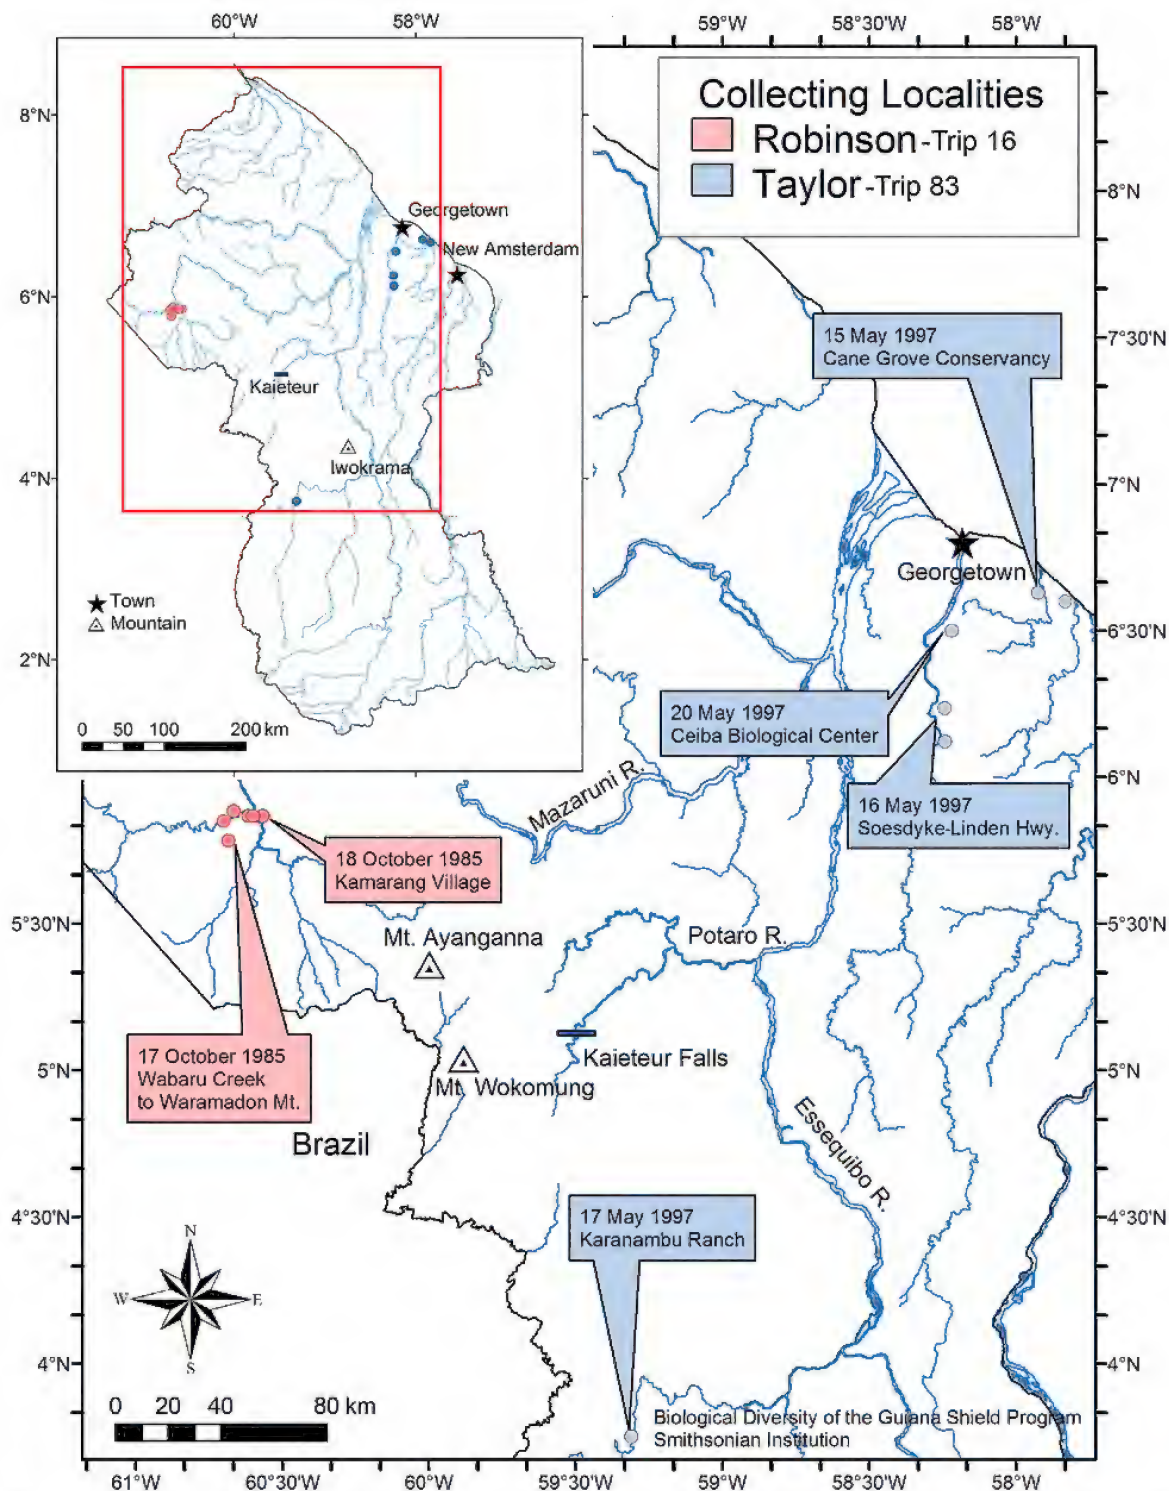 60°W
58°W
59°W
58°30'W
58°W
8°N
6°N
4°N
2°N
Georgetown
New Amsterdam
Kaieteur
Iwokrama
Town
Mountain
0 50 100 200 km
Collecting Localities
Robinson -Trip 16
Taylor -Trip 83
8°N
7°30'N
7°N
6°30'N
6°N
15 May 1997
Cane Grove Conservancy
Georgetown
20 May 1997
Ceiba Biological Center
16 May 1997
Soesdyke-Linden Hwy.
Mazaruni R.
18 October 1985
Kamarang Village
5°30'N
5°30'N
Mt. Ayanganna
Potaro R.
17 October 1985
Wabaru Creek
to Waramadon Mt.
5°N
5°N
Kaieteur Falls
Mt. Wokomung
Brazil
Essequibo R.
4°30'N
4°30'N
17 May 1997
Karanambu Ranch
N
W
E
S
4°N
4°N
0 20 40 80 km
Biological Diversity of the Guiana Shield Program
Smithsonian Institution
61°W
60°30'W
60°W
59°30'W
59°W
58°30'W
58°W